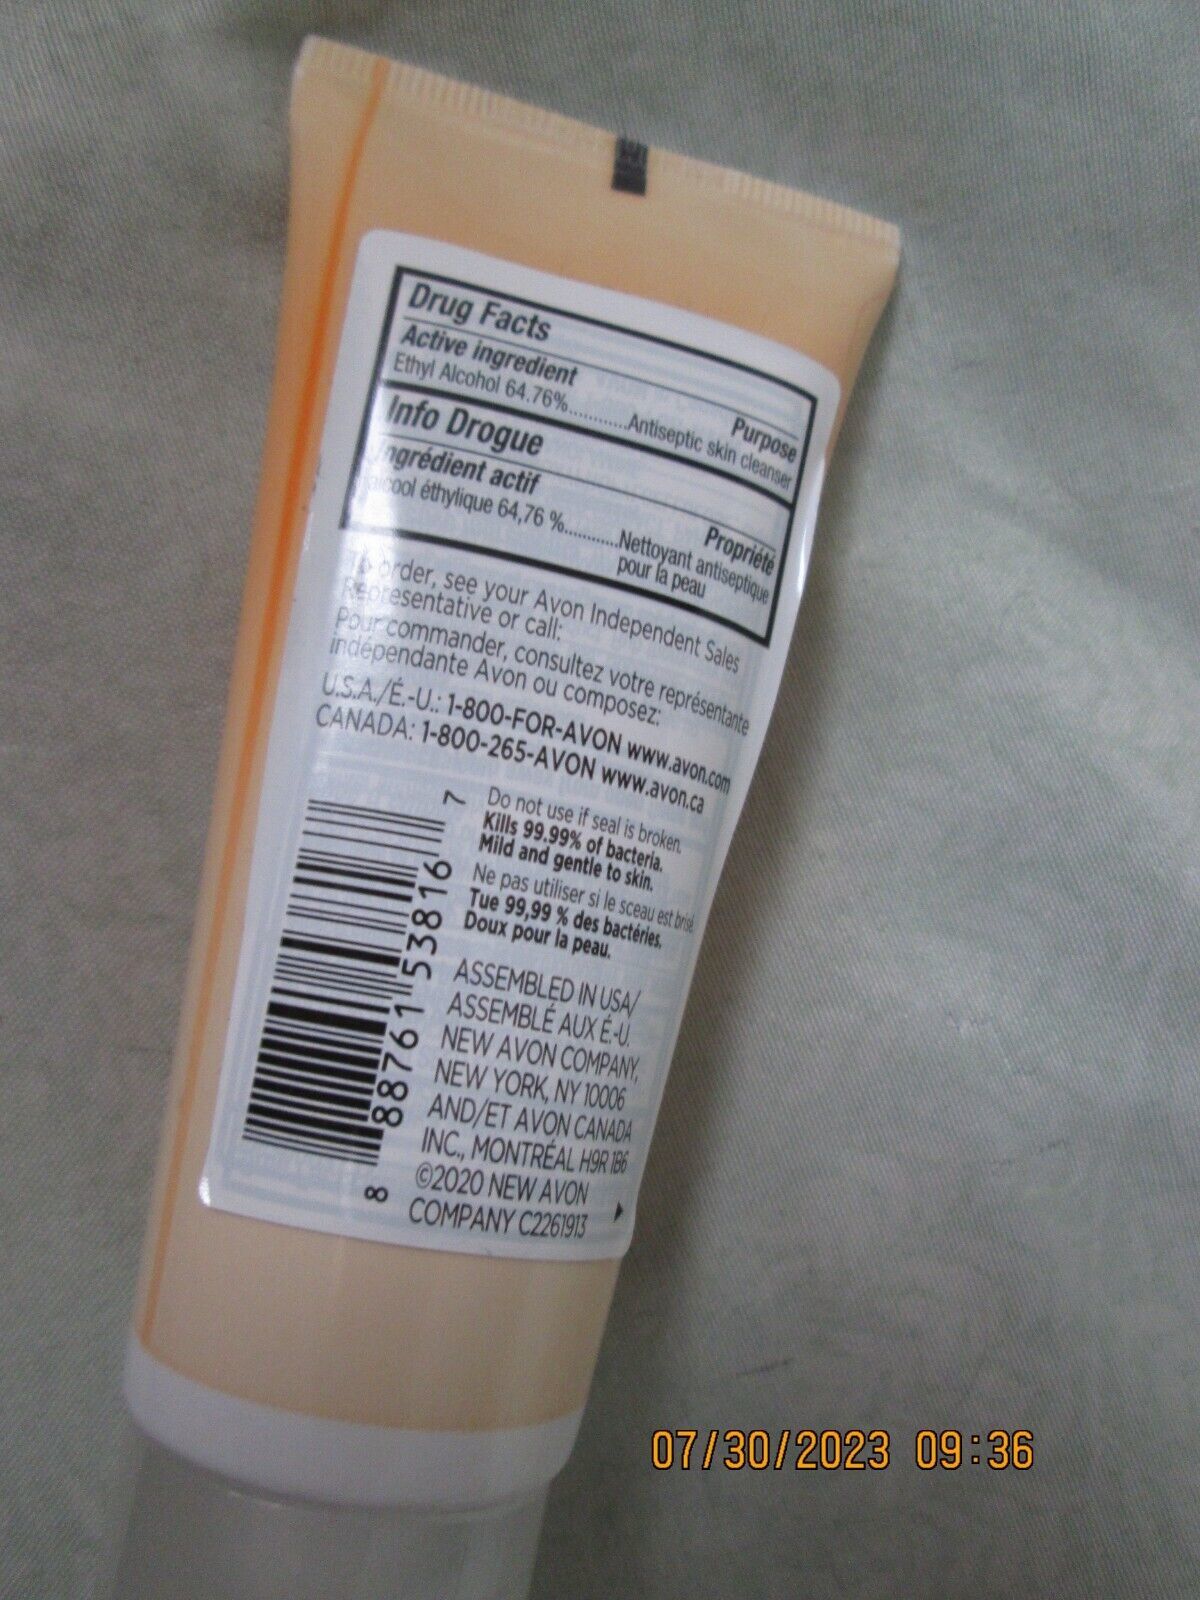 Drug Facts
Active ingredient Purpose
Ethyl Alcohol 64.76%............Antiseptic skin cleanser
Info Drogue
Ingrédient actif Propriété
alcool éthylique 64,76 %............Nettoyant antiseptique
pour la peau
To order, see your Avon Independent Sales
Representative or call:
Pour commander, consultez votre représentante
indépendante Avon ou composez:
U.S.A./É.-U.: 1-800-FOR-AVON www.avon.com
CANADA: 1-800-265-AVON www.avon.ca
Do not use if seal is broken.
Kills 99.99% of bacteria.
Mild and gentle to skin.
Ne pas utiliser si le sceau est brisé.
Tue 99,99 % des bactéries.
Doux pour la peau.
ASSEMBLED IN USA/
ASSEMBLÉ AUX É.-U.
NEW AVON COMPANY,
NEW YORK, NY 10006
AND/ET AVON CANADA
INC., MONTRÉAL H9R 1B6
©2020 NEW AVON
COMPANY C2261913
8 88761 53816 7
07/30/2023 09:36